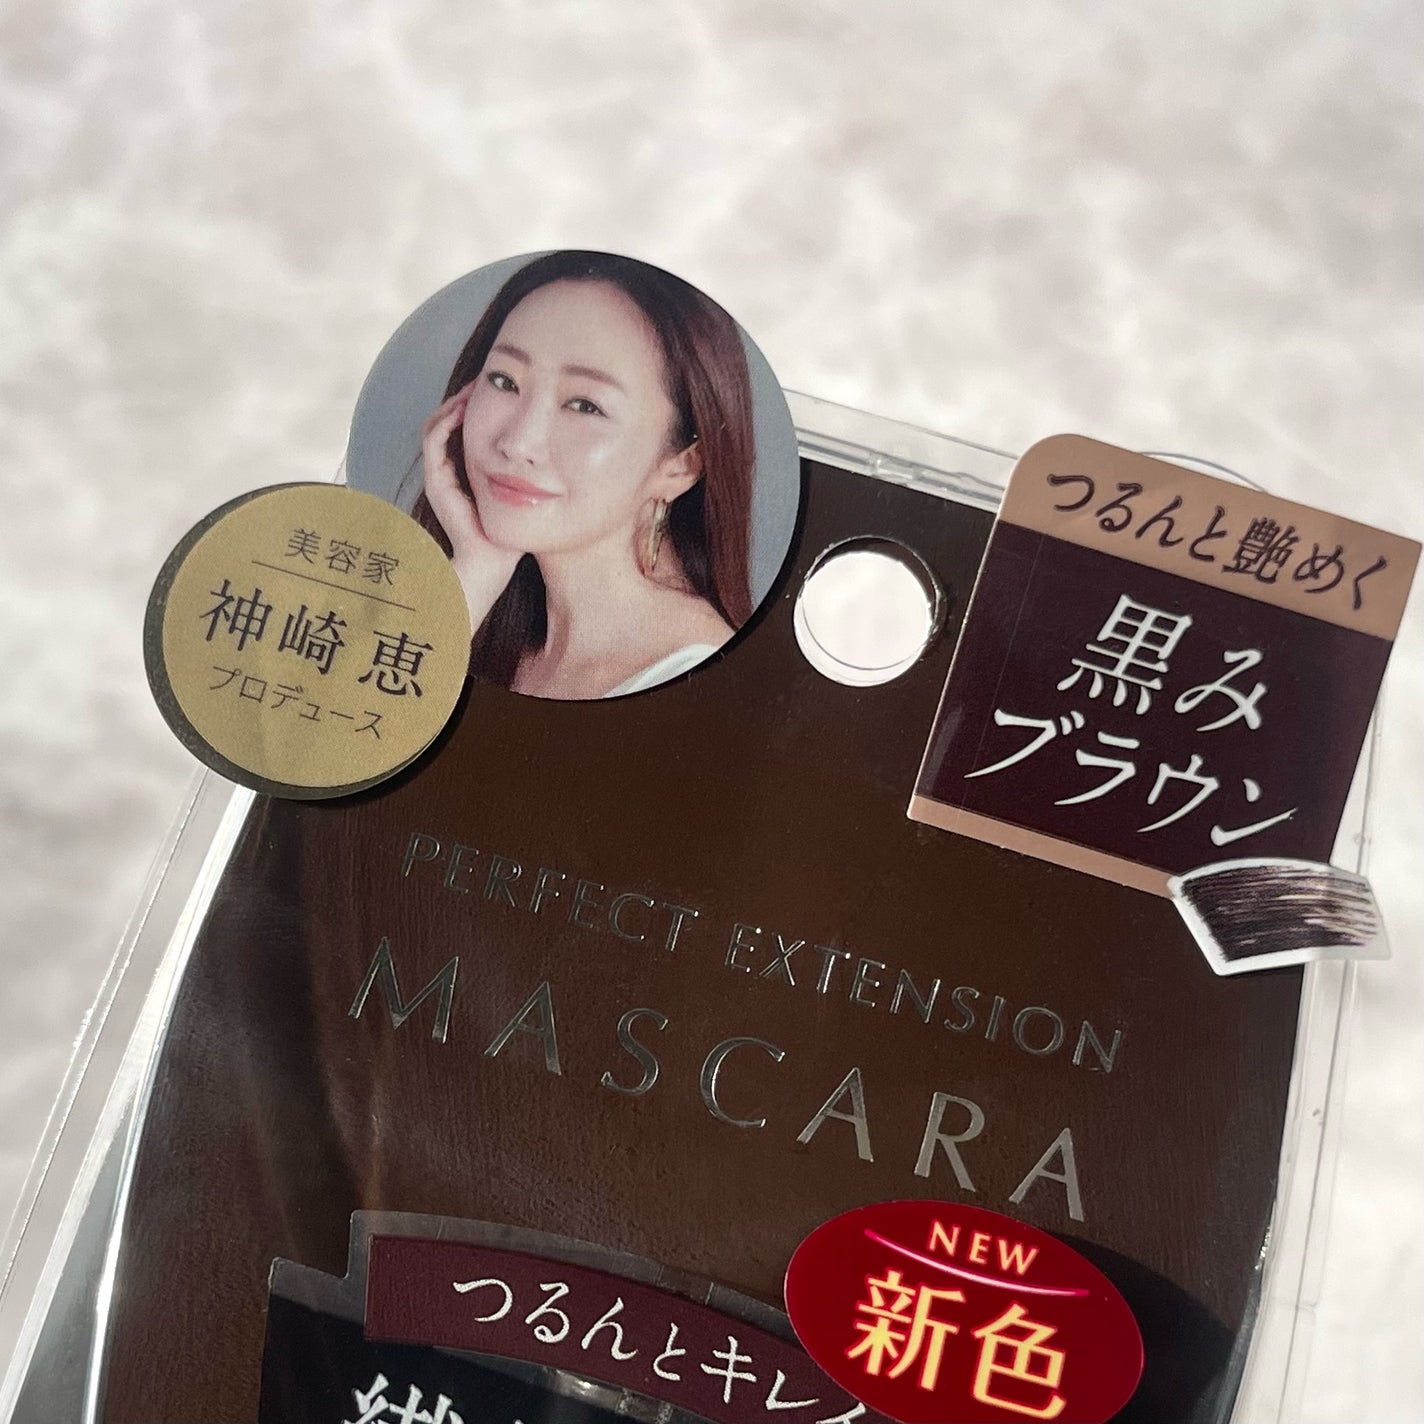 美容家
神崎 恵
プロデュース
つるんと艶めく
黒み
ブラウン
PERFECT EXTENSION
MASCARA
NEW
新色
つるんとキレイ